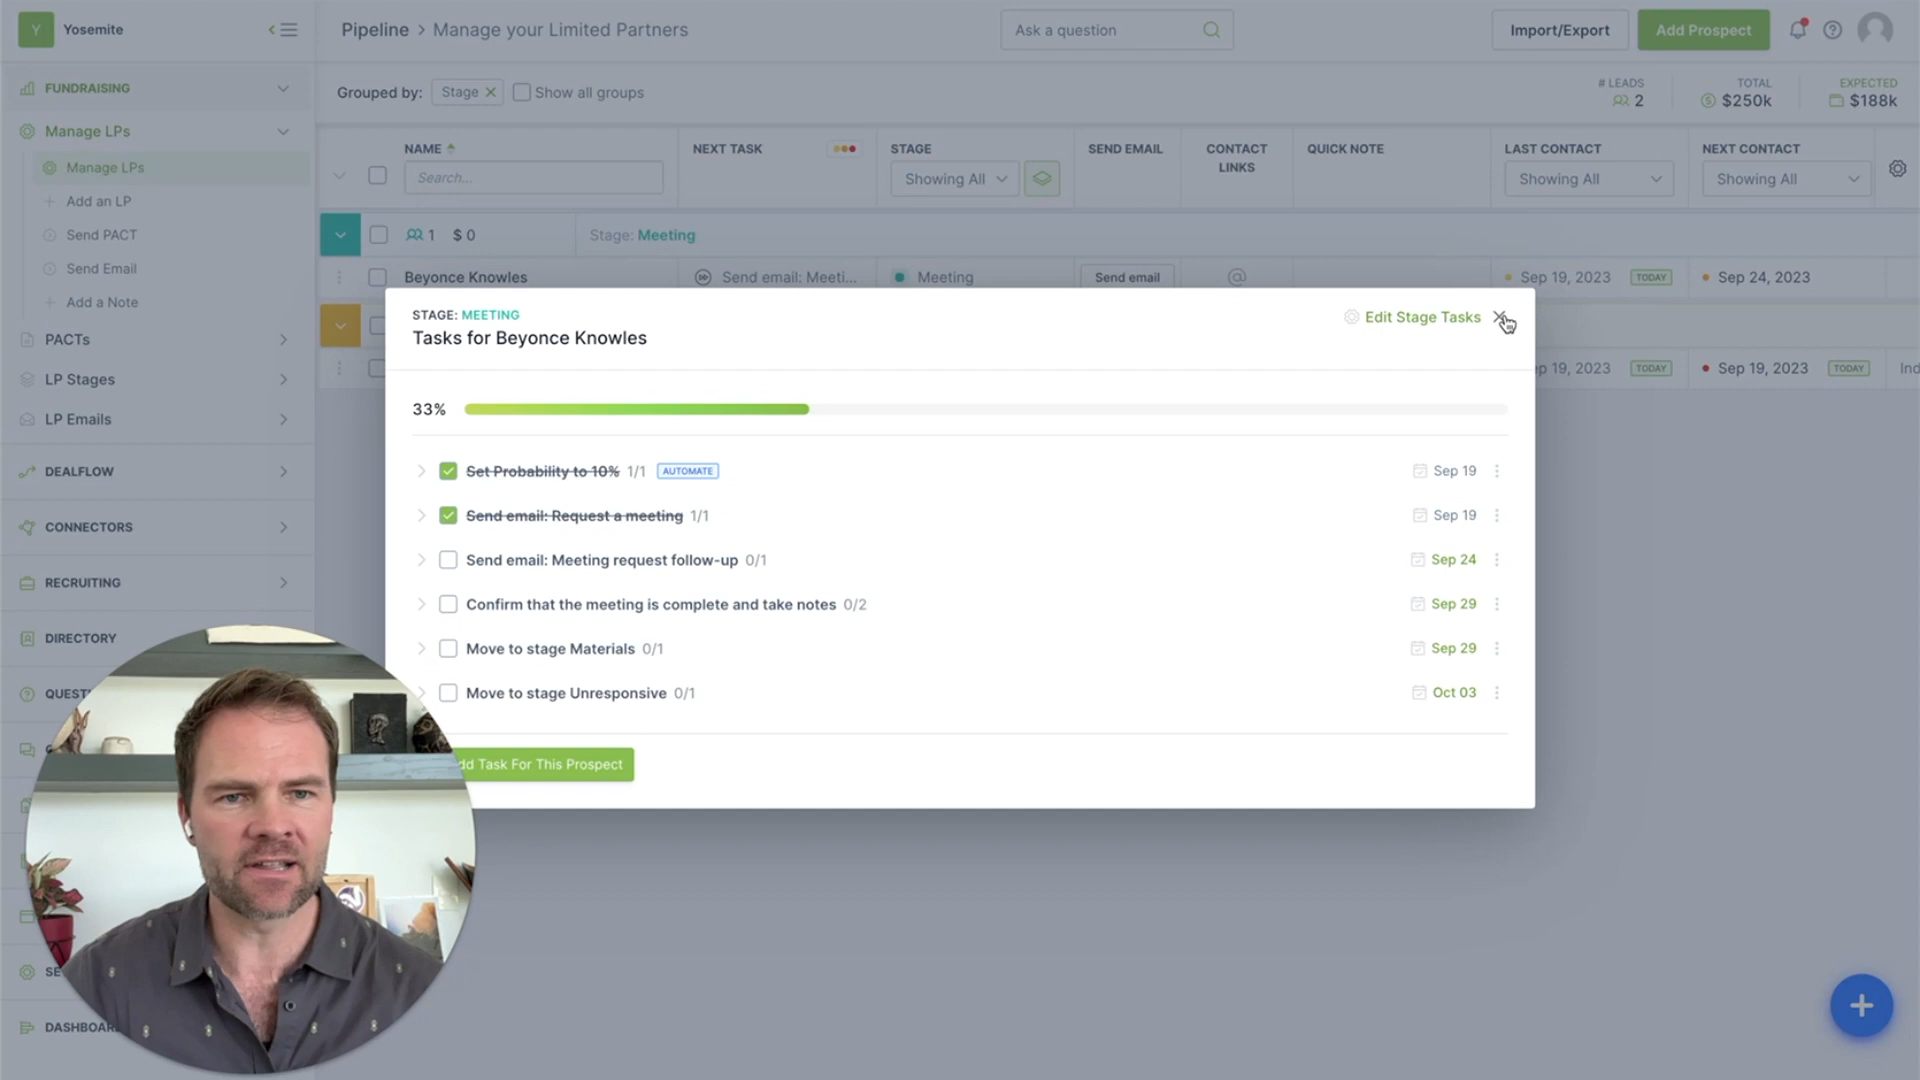 Y Yosemite
Pipeline > Manage your Limited Partners
Ask a question
Import/Export
Add Prospect
FUNDRAISING
Manage LPs
Manage LPs
Add an LP
Send PACT
Send Email
Add a Note
PACTs
LP Stages
LP Emails
DEALFLOW
CONNECTORS
RECRUITING
DIRECTORY
Grouped by: Stage Show all groups
# LEADS 2
TOTAL $250k
EXPECTED $188k
NAME
Search...
NEXT TASK
STAGE
Showing All
SEND EMAIL
CONTACT LINKS
QUICK NOTE
LAST CONTACT
Showing All
NEXT CONTACT
Showing All
1 $ 0 Stage: Meeting
Beyonce Knowles Send email: Meeti... Meeting Send email Sep 19, 2023 TODAY Sep 24, 2023
19, 2023 TODAY Sep 19, 2023 TODAY
STAGE: MEETING
Tasks for Beyonce Knowles
Edit Stage Tasks
33%
Set Probability to 10% 1/1 AUTOMATE Sep 19
Send email: Request a meeting 1/1 Sep 19
Send email: Meeting request follow-up 0/1 Sep 24
Confirm that the meeting is complete and take notes 0/2 Sep 29
Move to stage Materials 0/1 Sep 29
Move to stage Unresponsive 0/1 Oct 03
Task For This Prospect